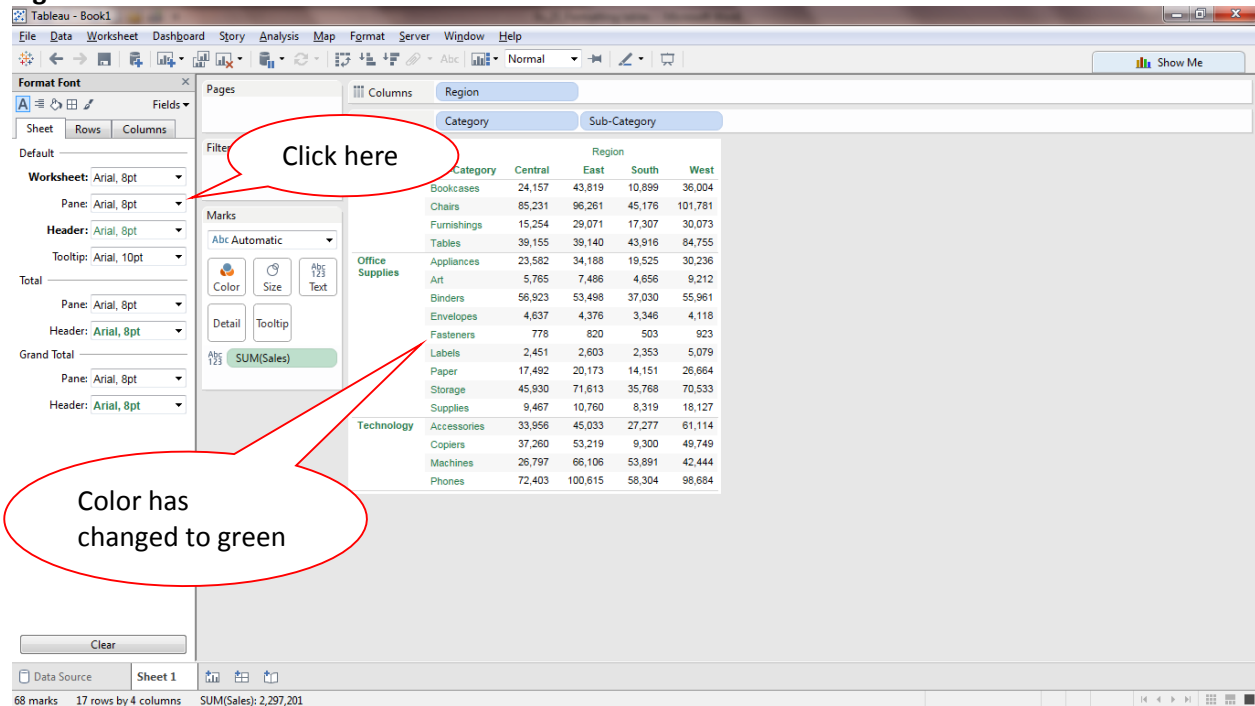 Tableau - Book1
File Data Worksheet Dashboard Story Analysis Map Format Server Window Help
Abc Normal Show Me
Format Font ×
Fields
Sheet Rows Columns
Default
Worksheet: Arial, 8pt
Pane: Arial, 8pt
Header: Arial, 8pt
Tooltip: Arial, 10pt
Total
Pane: Arial, 8pt
Header: Arial, 8pt
Grand Total
Pane: Arial, 8pt
Header: Arial, 8pt
Clear
Pages
Filter
Click here
Marks
Abc Automatic
Color Size Abc 123 Text
Detail Tooltip
Abc 123 SUM(Sales)
Color has
changed to green
Columns Region
Category Sub-Category
Region
-Category Central East South West
Bookcases 24,157 43,819 10,899 36,004
Chairs 85,231 96,261 45,176 101,781
Furnishings 15,254 29,071 17,307 30,073
Tables 39,155 39,140 43,916 84,755
Office Supplies Appliances 23,582 34,188 19,525 30,236
Art 5,765 7,486 4,656 9,212
Binders 56,923 53,498 37,030 55,961
Envelopes 4,637 4,376 3,346 4,118
Fasteners 778 820 503 923
Labels 2,451 2,603 2,353 5,079
Paper 17,492 20,173 14,151 26,664
Storage 45,930 71,613 35,768 70,533
Supplies 9,467 10,760 8,319 18,127
Technology Accessories 33,956 45,033 27,277 61,114
Copiers 37,260 53,219 9,300 49,749
Machines 26,797 66,106 53,891 42,444
Phones 72,403 100,615 58,304 98,684
Data Source Sheet 1
68 marks 17 rows by 4 columns SUM(Sales): 2,297,201